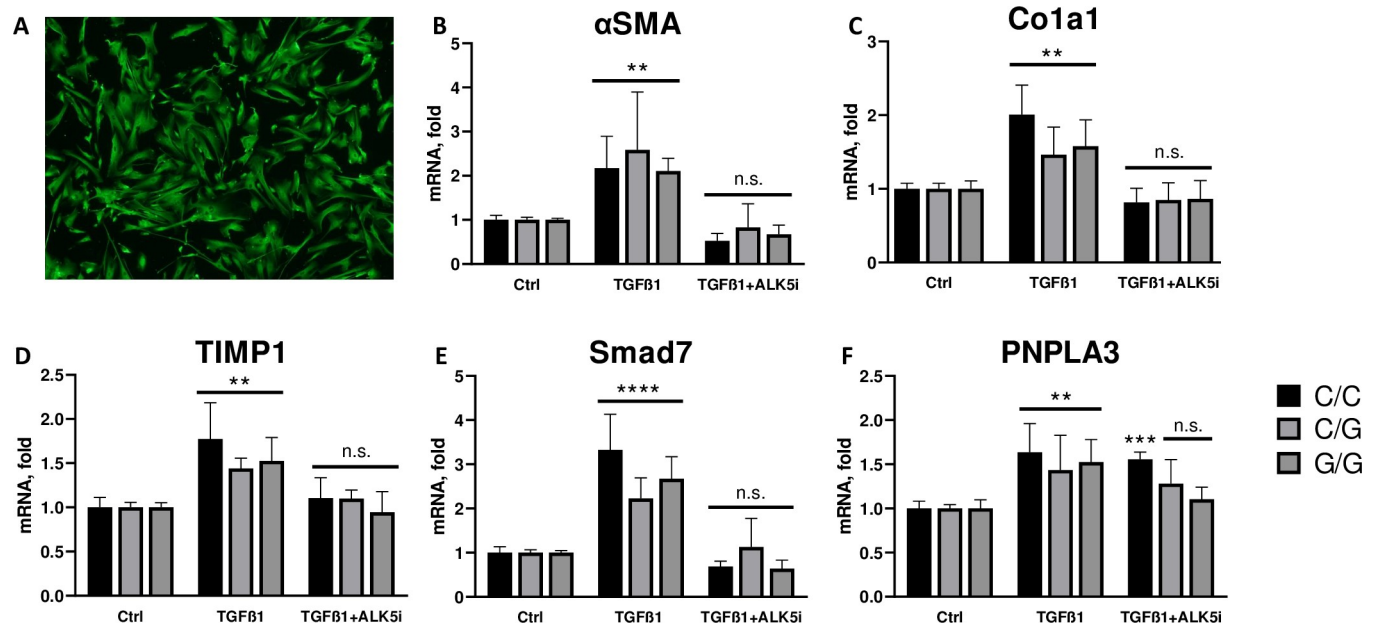 A
B
αSMA
mRNA, fold
5
4
3
2
1
0
**
n.s.
Ctrl
TGFß1
TGFß1+ALK5i
C
Co1a1
mRNA, fold
3
2
1
0
**
n.s.
Ctrl
TGFß1
TGFß1+ALK5i
D
TIMP1
mRNA, fold
2.5
2.0
1.5
1.0
0.5
0.0
**
n.s.
Ctrl
TGFß1
TGFß1+ALK5i
E
Smad7
mRNA, fold
5
4
3
2
1
0
****
n.s.
Ctrl
TGFß1
TGFß1+ALK5i
F
PNPLA3
mRNA, fold
2.5
2.0
1.5
1.0
0.5
0.0
**
***
n.s.
Ctrl
TGFß1
TGFß1+ALK5i
C/C
C/G
G/G